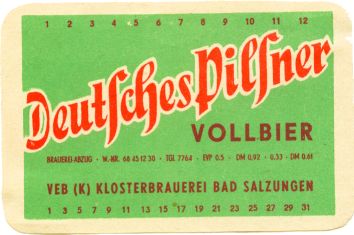 1 2 3 4 5 6 7 8 9 10 11 12
Deutſches Pilſner
VOLLBIER
BRAUEREI-ABZUG · W.-NR. 68 45 12 30 · TGL 7764 · EVP 0.5 · DM 0,92 · 0.33 · DM 0.61
VEB (K) KLOSTERBRAUEREI BAD SALZUNGEN
1 3 5 7 9 11 13 15 17 19 21 23 25 27 29 31